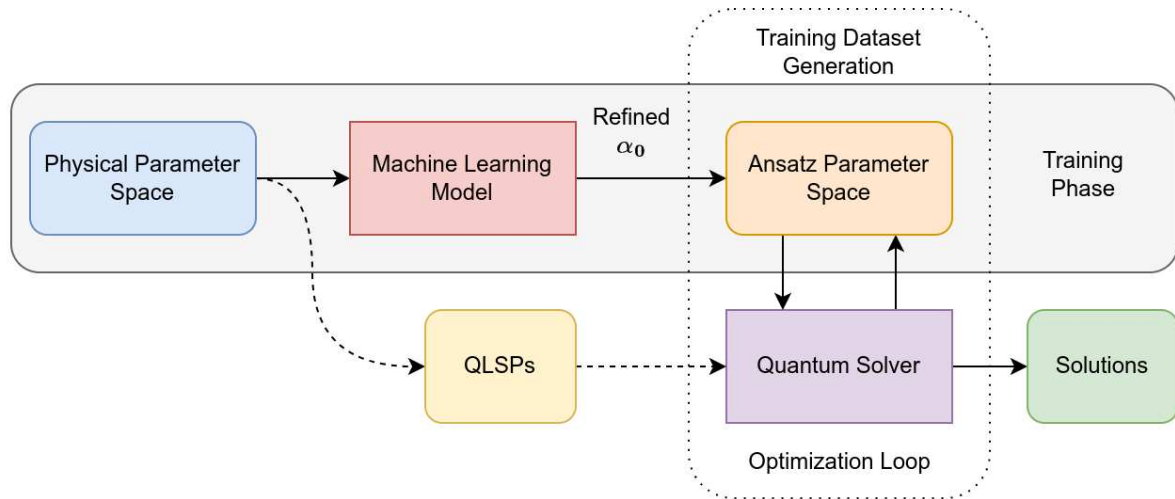 Training Dataset
Generation
Physical Parameter
Space
Machine Learning
Model
Refined
α₀
Ansatz Parameter
Space
Training
Phase
QLSPs
Quantum Solver
Solutions
Optimization Loop